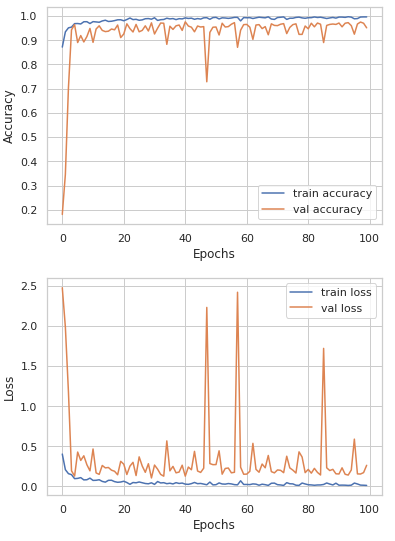 1.0
0.9
0.8
0.7
0.6
0.5
0.4
0.3
0.2
Accuracy
train accuracy
val accuracy
0 20 40 60 80 100
Epochs
2.5
2.0
1.5
1.0
0.5
0.0
Loss
train loss
val loss
0 20 40 60 80 100
Epochs